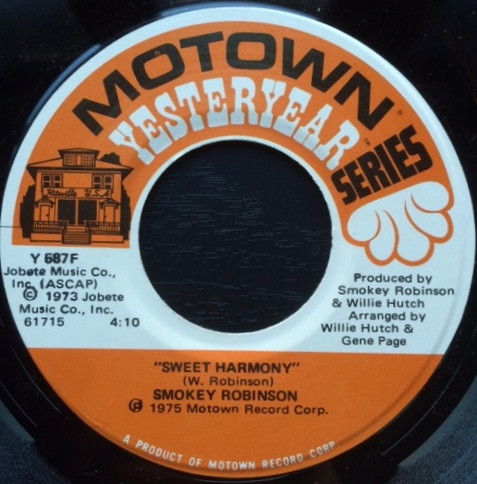 MOTOWN
YESTERYEAR
SERIES
Hitsville U.S.A.
Y 687F
Jobete Music Co.,
Inc. (ASCAP)
© 1973 Jobete
Music Co., Inc.
61715 4:10
Produced by
Smokey Robinson
& Willie Hutch
Arranged by
Willie Hutch &
Gene Page
"SWEET HARMONY"
(W. Robinson)
SMOKEY ROBINSON
℗ 1975 Motown Record Corp.
A PRODUCT OF MOTOWN RECORD CORP.